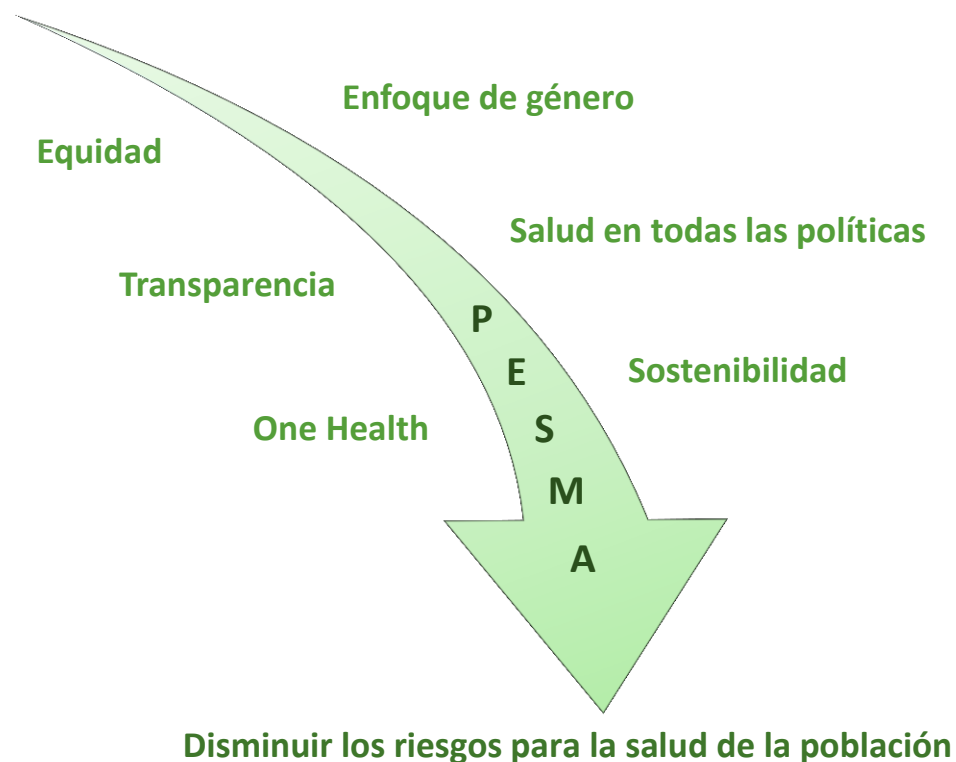 Enfoque de género
Equidad
Salud en todas las políticas
Transparencia
P
E
Sostenibilidad
One Health
S
M
A
Disminuir los riesgos para la salud de la población